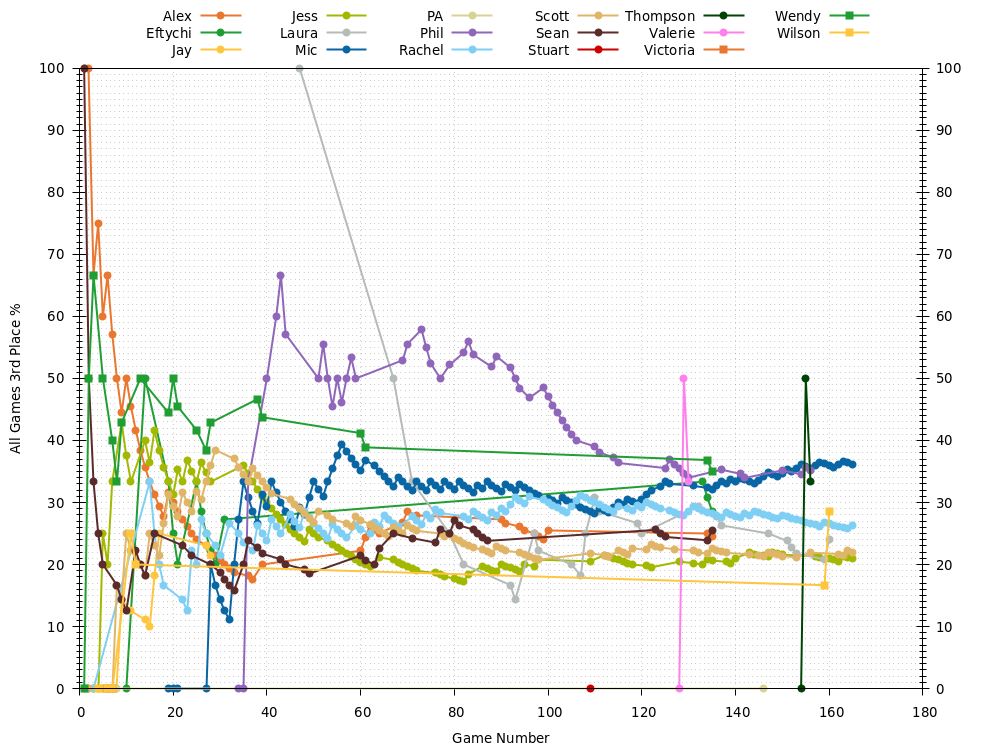 Alex Jess PA Scott Thompson Wendy
Eftychi Laura Phil Sean Valerie Wilson
Jay Mic Rachel Stuart Victoria
100 100
90 90
80 80
70 70
60 60
50 50
40 40
30 30
20 20
10 10
0 0
All Games 3rd Place %
0 20 40 60 80 100 120 140 160 180
Game Number